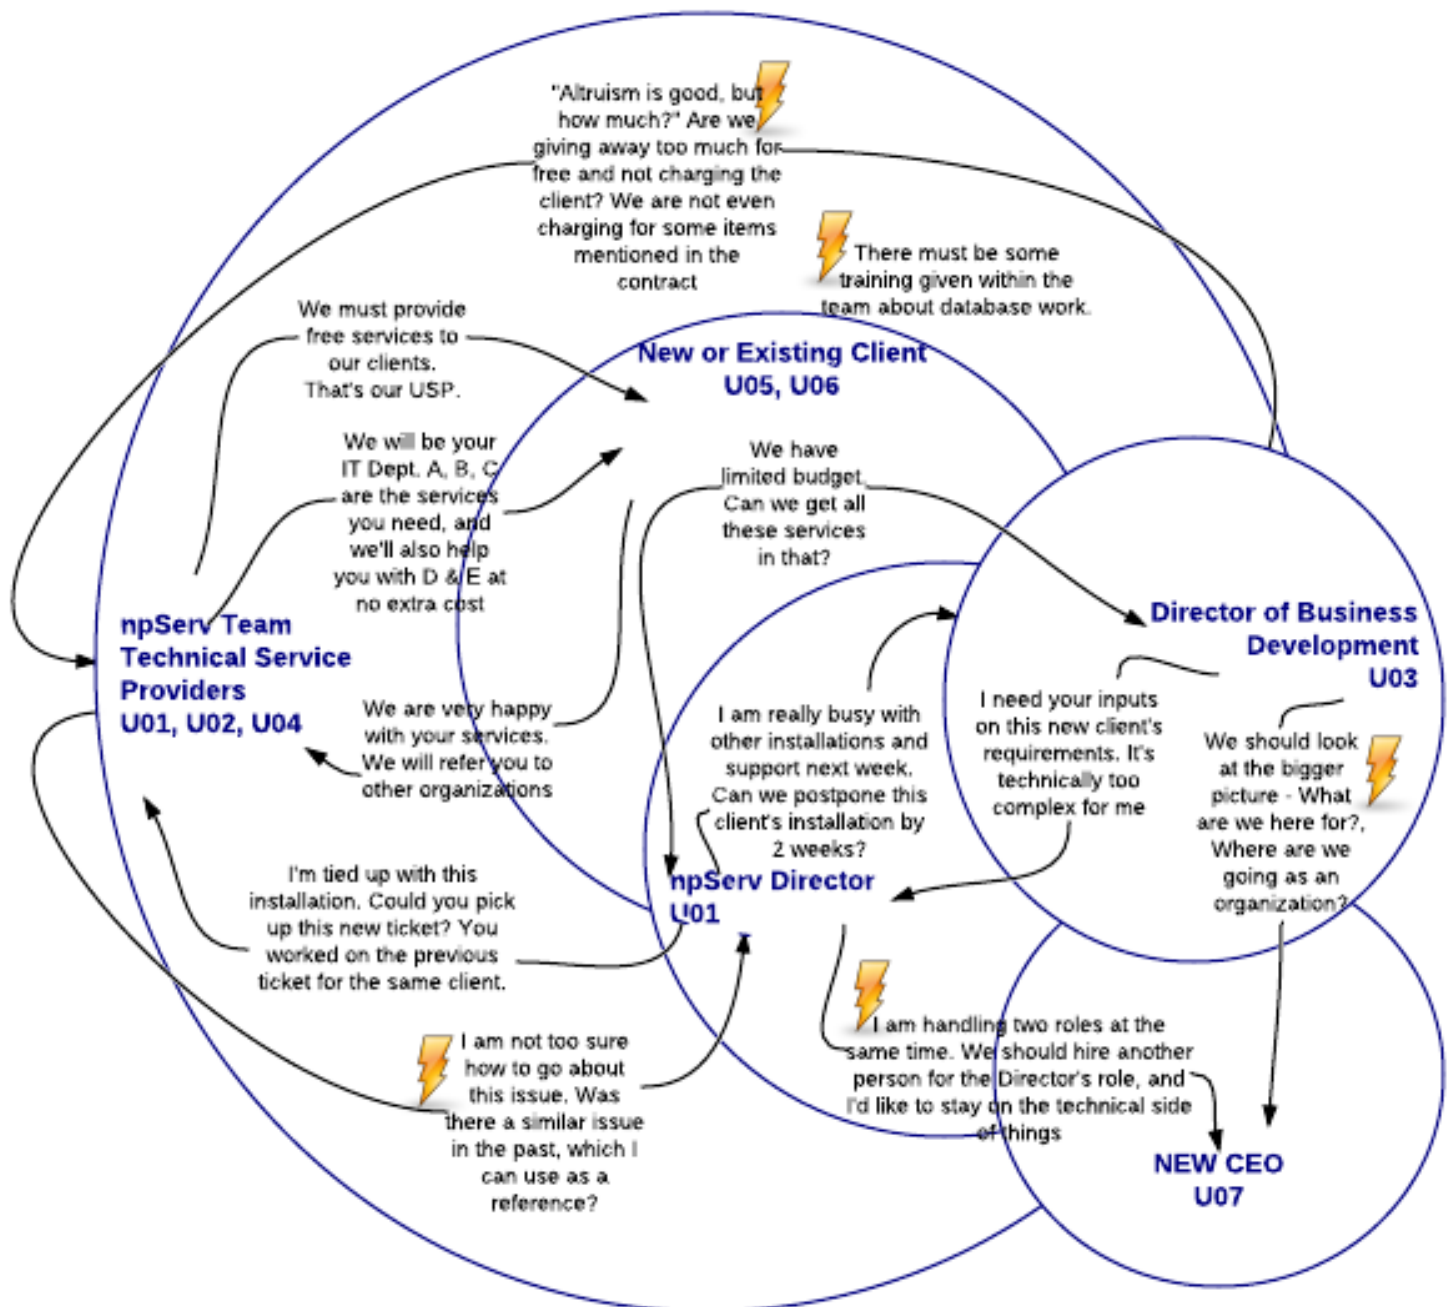 "Altruism is good, but
how much?" Are we
giving away too much for
free and not charging the
client? We are not even
charging for some items
mentioned in the
contract
There must be some
training given within the
team about database work.
We must provide
free services to
our clients.
That's our USP.
New or Existing Client
U05, U06
We will be your
IT Dept. A, B, C
are the services
you need, and
we'll also help
you with D & E at
no extra cost
We have
limited budget.
Can we get all
these services
in that?
npServ Team
Technical Service
Providers
U01, U02, U04
Director of Business
Development
U03
We are very happy
with your services.
We will refer you to
other organizations
I am really busy with
other installations and
support next week.
Can we postpone this
client's installation by
2 weeks?
I need your inputs
on this new client's
requirements. It's
technically too
complex for me
We should look
at the bigger
picture - What
are we here for?,
Where are we
going as an
organization?
npServ Director
U01
I'm tied up with this
installation. Could you pick
up this new ticket? You
worked on the previous
ticket for the same client.
I am not too sure
how to go about
this issue. Was
there a similar issue
in the past, which I
can use as a
reference?
I am handling two roles at the
same time. We should hire another
person for the Director's role, and
I'd like to stay on the technical side
of things
NEW CEO
U07